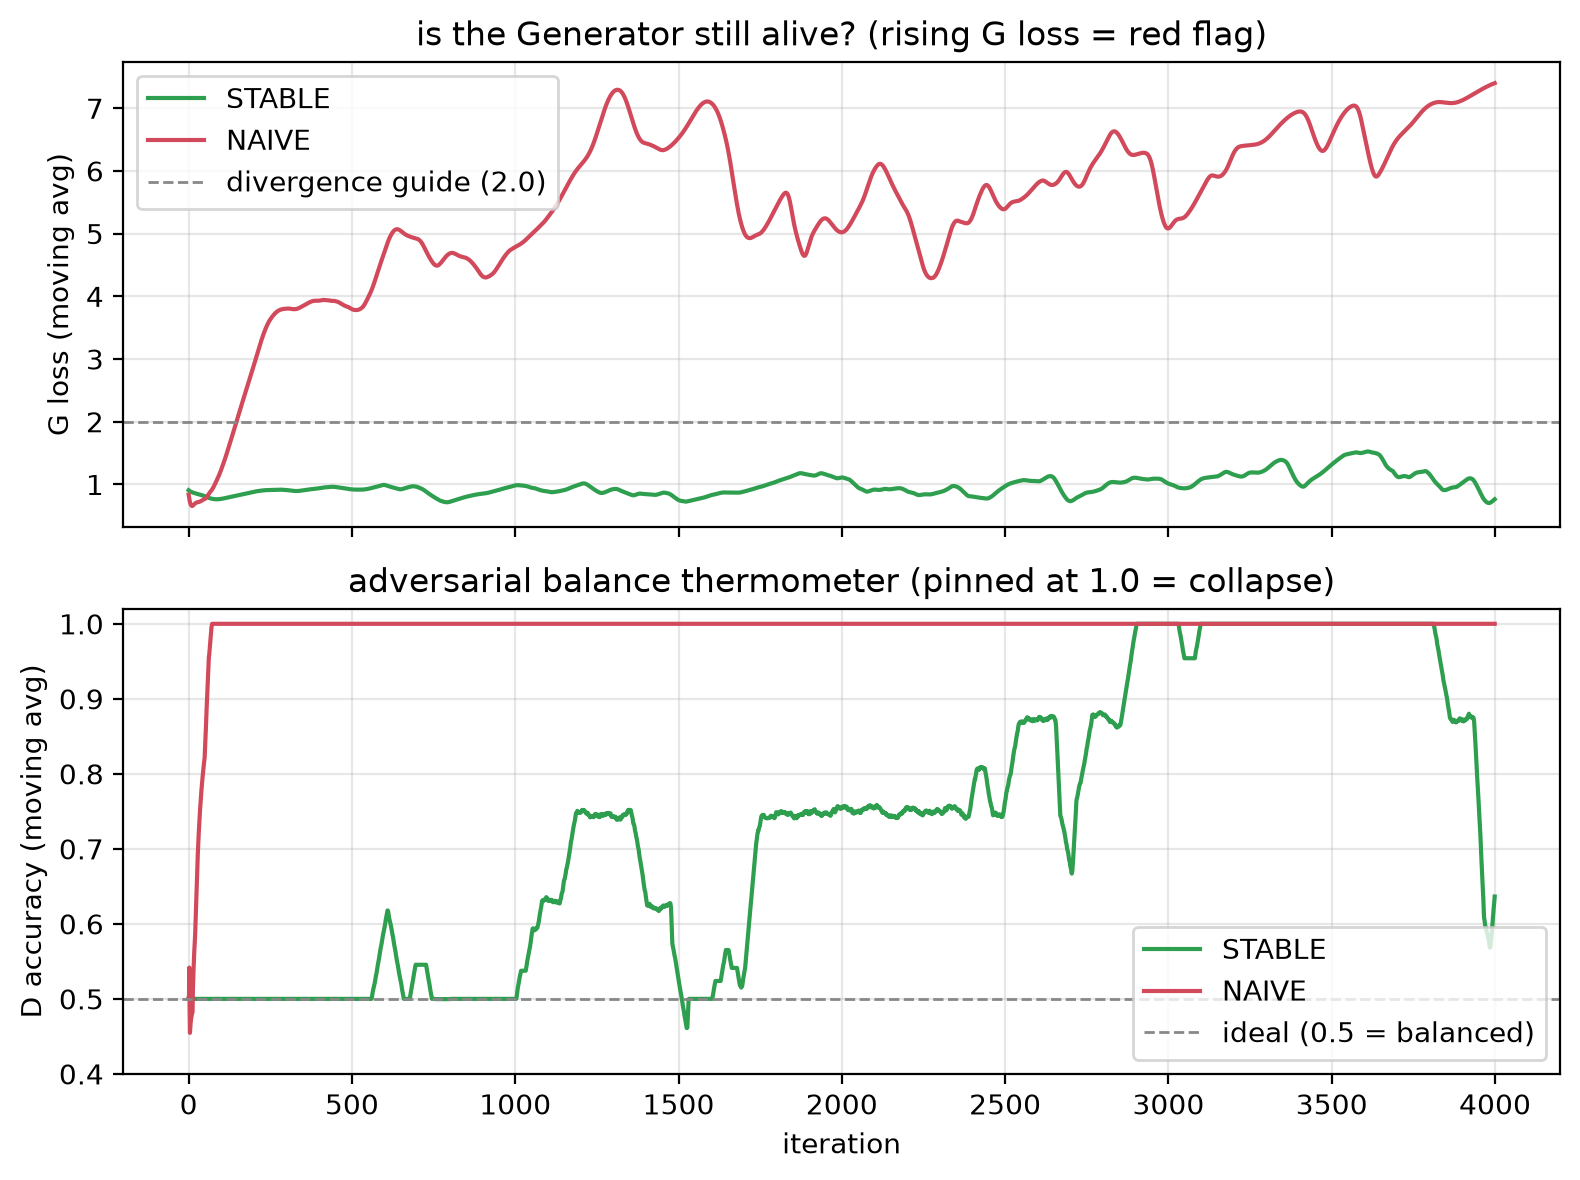 is the Generator still alive? (rising G loss = red flag)
STABLE
NAIVE
divergence guide (2.0)
G loss (moving avg)
7
6
5
4
3
2
1
adversarial balance thermometer (pinned at 1.0 = collapse)
D accuracy (moving avg)
1.0
0.9
0.8
0.7
0.6
0.5
0.4
STABLE
NAIVE
ideal (0.5 = balanced)
0 500 1000 1500 2000 2500 3000 3500 4000
iteration